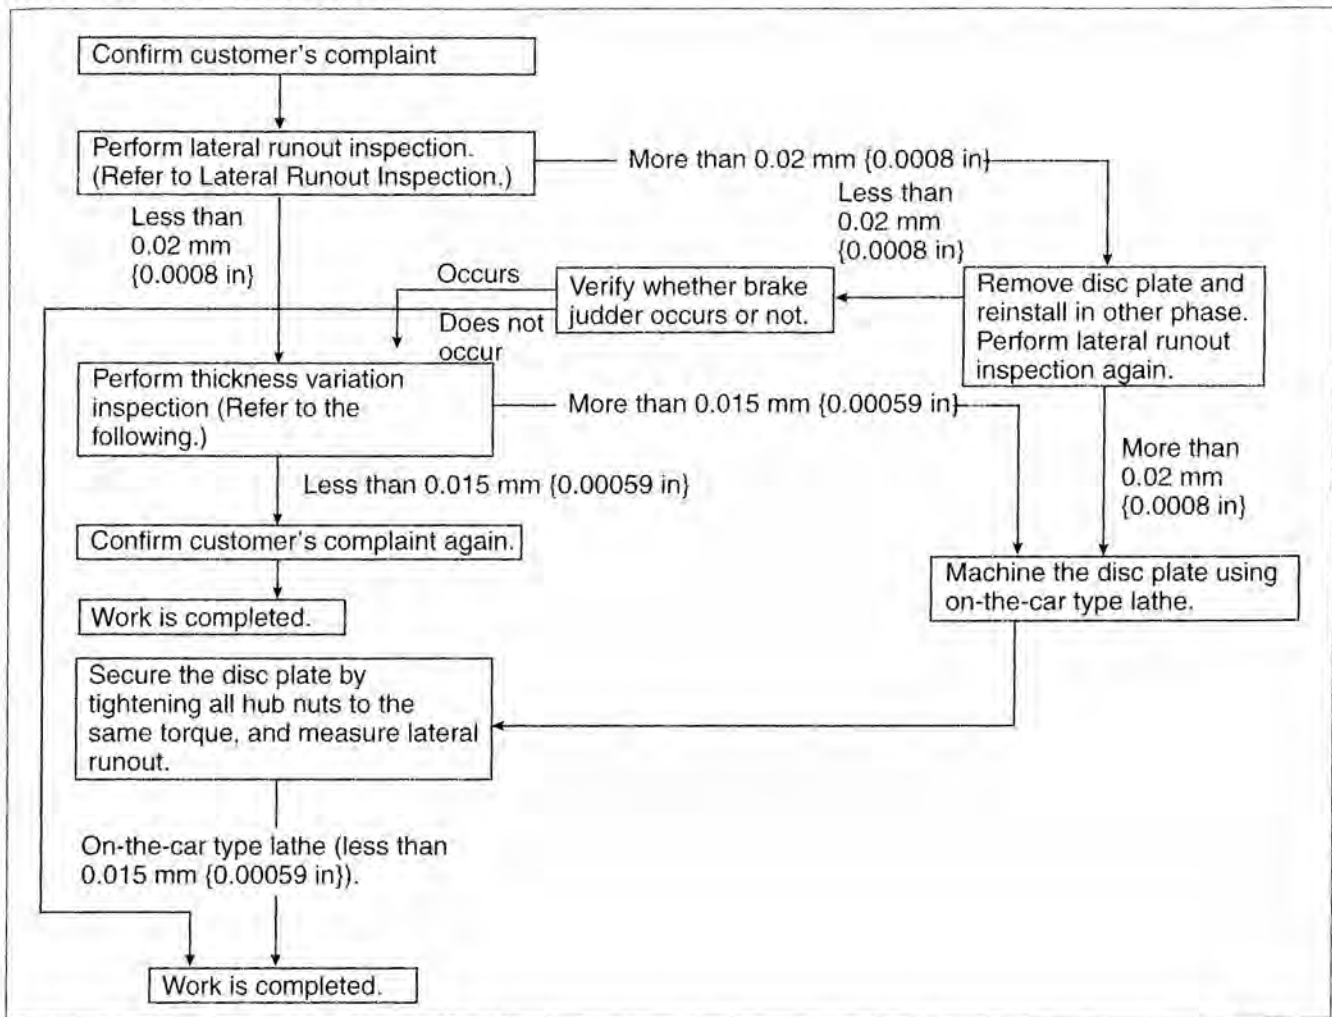 Confirm customer's complaint
Perform lateral runout inspection.
(Refer to Lateral Runout Inspection.)
More than 0.02 mm {0.0008 in}
Less than
0.02 mm
{0.0008 in}
Less than
0.02 mm
{0.0008 in}
Remove disc plate and
reinstall in other phase.
Perform lateral runout
inspection again.
Verify whether brake
judder occurs or not.
Occurs
Does not
occur
Perform thickness variation
inspection (Refer to the
following.)
More than 0.015 mm {0.00059 in}
More than
0.02 mm
{0.0008 in}
Less than 0.015 mm {0.00059 in}
Confirm customer's complaint again.
Work is completed.
Machine the disc plate using
on-the-car type lathe.
Secure the disc plate by
tightening all hub nuts to the
same torque, and measure lateral
runout.
On-the-car type lathe (less than
0.015 mm {0.00059 in}).
Work is completed.